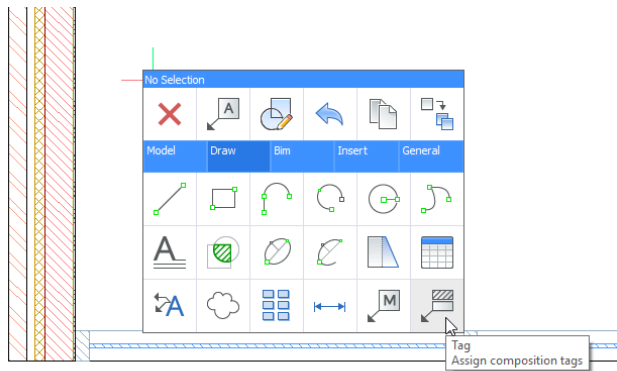 No Selection
A
Model Draw Bim Insert General
A
A M
Tag
Assign composition tags